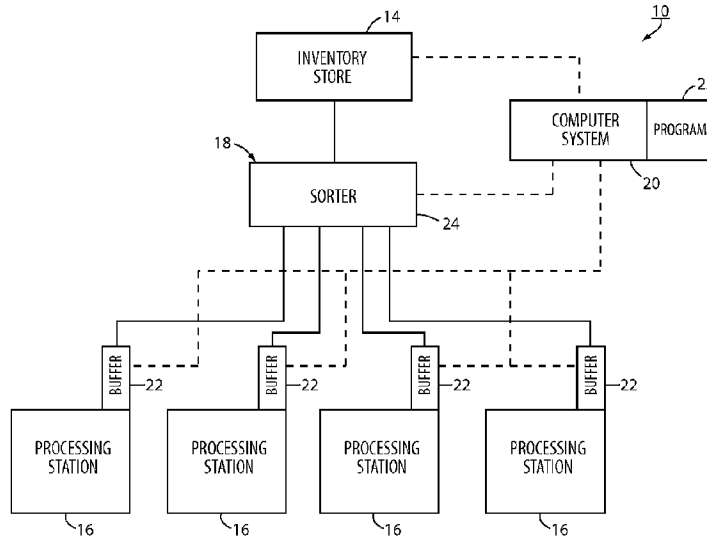 14
10
INVENTORY
STORE
COMPUTER
SYSTEM
PROGRAM
18
20
SORTER
24
BUFFER
22
BUFFER
22
BUFFER
22
BUFFER
22
PROCESSING
STATION
PROCESSING
STATION
PROCESSING
STATION
PROCESSING
STATION
16
16
16
16